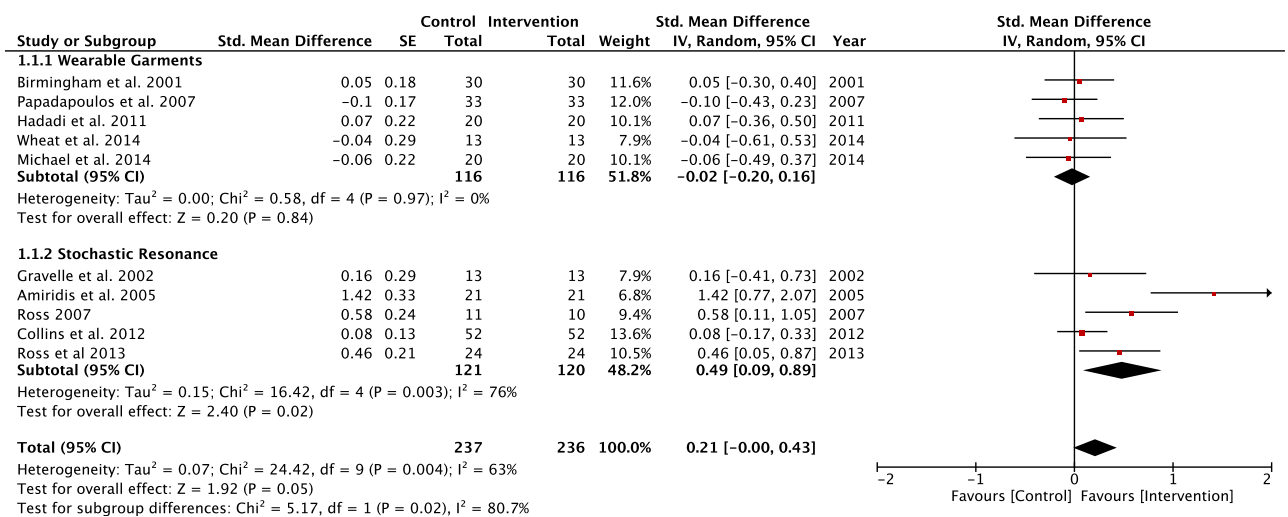 Control Intervention Std. Mean Difference Std. Mean Difference
Study or Subgroup Std. Mean Difference SE Total Total Weight IV, Random, 95% CI Year IV, Random, 95% CI
1.1.1 Wearable Garments
Birmingham et al. 2001 0.05 0.18 30 30 11.6% 0.05 [−0.30, 0.40] 2001
Papadapoulos et al. 2007 −0.1 0.17 33 33 12.0% −0.10 [−0.43, 0.23] 2007
Hadadi et al. 2011 0.07 0.22 20 20 10.1% 0.07 [−0.36, 0.50] 2011
Wheat et al. 2014 −0.04 0.29 13 13 7.9% −0.04 [−0.61, 0.53] 2014
Michael et al. 2014 −0.06 0.22 20 20 10.1% −0.06 [−0.49, 0.37] 2014
Subtotal (95% CI) 116 116 51.8% −0.02 [−0.20, 0.16]
Heterogeneity: Tau² = 0.00; Chi² = 0.58, df = 4 (P = 0.97); I² = 0%
Test for overall effect: Z = 0.20 (P = 0.84)
1.1.2 Stochastic Resonance
Gravelle et al. 2002 0.16 0.29 13 13 7.9% 0.16 [−0.41, 0.73] 2002
Amiridis et al. 2005 1.42 0.33 21 21 6.8% 1.42 [0.77, 2.07] 2005
Ross 2007 0.58 0.24 11 10 9.4% 0.58 [0.11, 1.05] 2007
Collins et al. 2012 0.08 0.13 52 52 13.6% 0.08 [−0.17, 0.33] 2012
Ross et al 2013 0.46 0.21 24 24 10.5% 0.46 [0.05, 0.87] 2013
Subtotal (95% CI) 121 120 48.2% 0.49 [0.09, 0.89]
Heterogeneity: Tau² = 0.15; Chi² = 16.42, df = 4 (P = 0.003); I² = 76%
Test for overall effect: Z = 2.40 (P = 0.02)
Total (95% CI) 237 236 100.0% 0.21 [−0.00, 0.43]
Heterogeneity: Tau² = 0.07; Chi² = 24.42, df = 9 (P = 0.004); I² = 63%
Test for overall effect: Z = 1.92 (P = 0.05)
Test for subgroup differences: Chi² = 5.17, df = 1 (P = 0.02), I² = 80.7%
−2 −1 0 1 2
Favours [Control] Favours [Intervention]